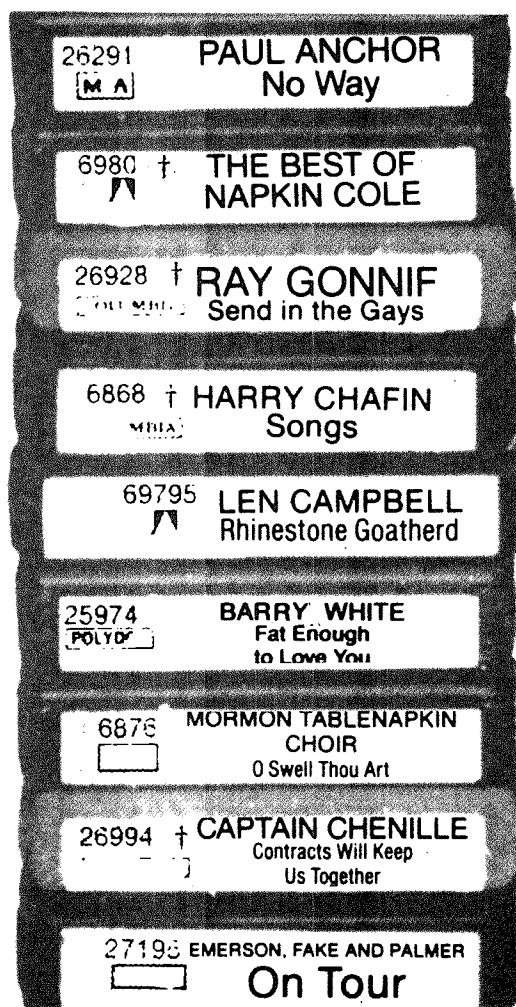 26291
PAUL ANCHOR
No Way
M A
6980 †
THE BEST OF
NAPKIN COLE
26928 †
RAY GONNIF
Send in the Gays
6868 †
HARRY CHAFIN
MBIA
Songs
69795
LEN CAMPBELL
Rhinestone Goatherd
25974
BARRY WHITE
Fat Enough
to Love You
6876
MORMON TABLENAPKIN
CHOIR
O Swell Thou Art
26994 †
CAPTAIN CHENILLE
Contracts Will Keep
Us Together
EMERSON, FAKE AND PALMER
On Tour